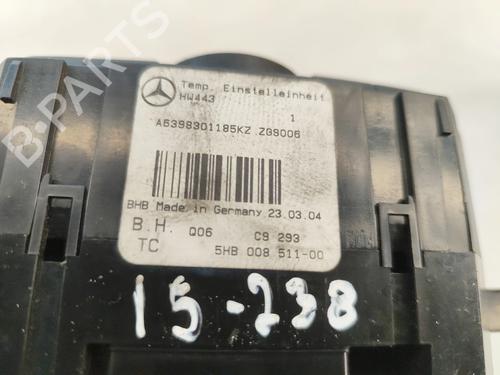 Temp. Einstelleinheit
HW443
1
A6398301185KZ ZGS006
BHB Made in Germany 23.03.04
B.H. Q06 C9 293
TC 5HB 008 511-00
15-238
B-Parts